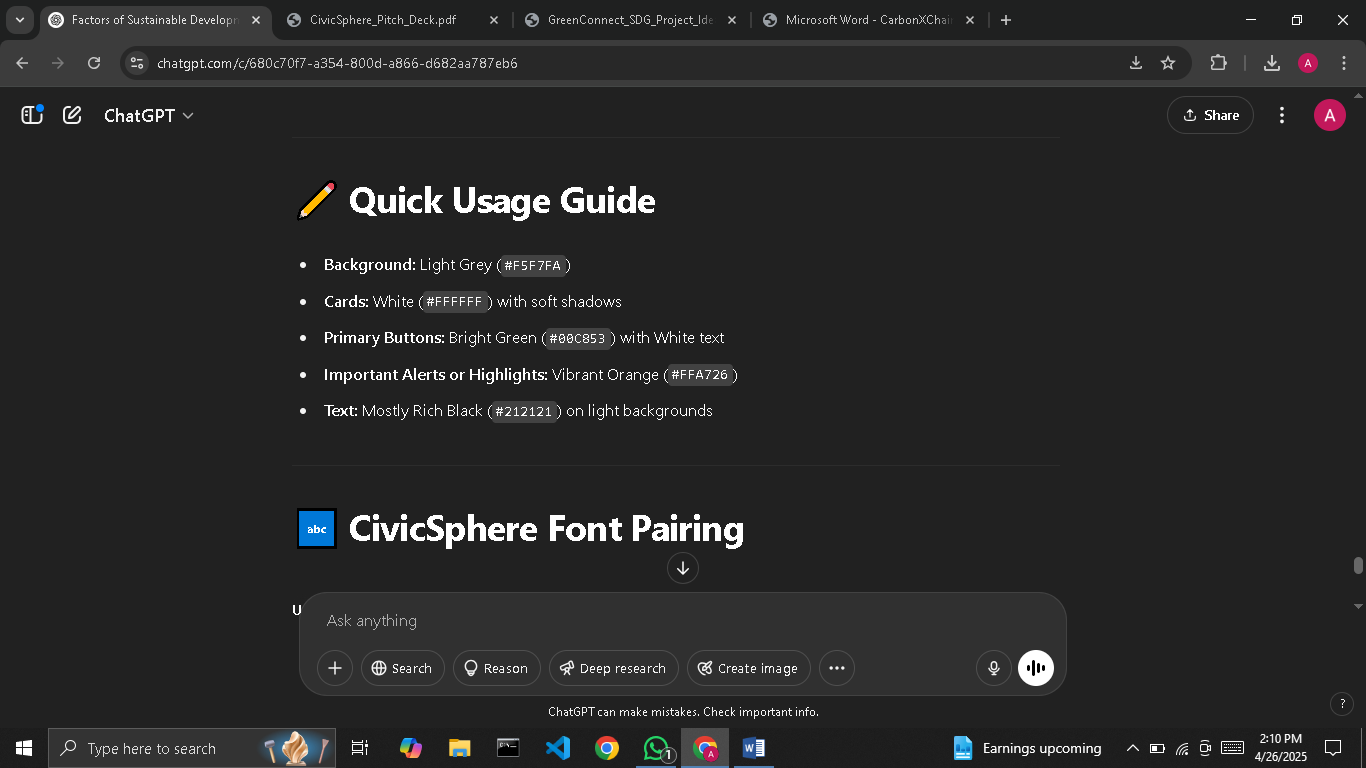 Factors of Sustainable Developm
CivicSphere_Pitch_Deck.pdf
GreenConnect_SDG_Project_Ide
Microsoft Word - CarbonXChai
chatgpt.com/c/680c70f7-a354-800d-a866-d682aa787eb6
A
ChatGPT
Share
A
Quick Usage Guide
Background: Light Grey (#F5F7FA)
Cards: White (#FFFFFF) with soft shadows
Primary Buttons: Bright Green (#00C853) with White text
Important Alerts or Highlights: Vibrant Orange (#FFA726)
Text: Mostly Rich Black (#212121) on light backgrounds
abc CivicSphere Font Pairing
U
Ask anything
Search
Reason
Deep research
Create image
ChatGPT can make mistakes. Check important info.
?
Type here to search
1
A
Earnings upcoming
2:10 PM
4/26/2025